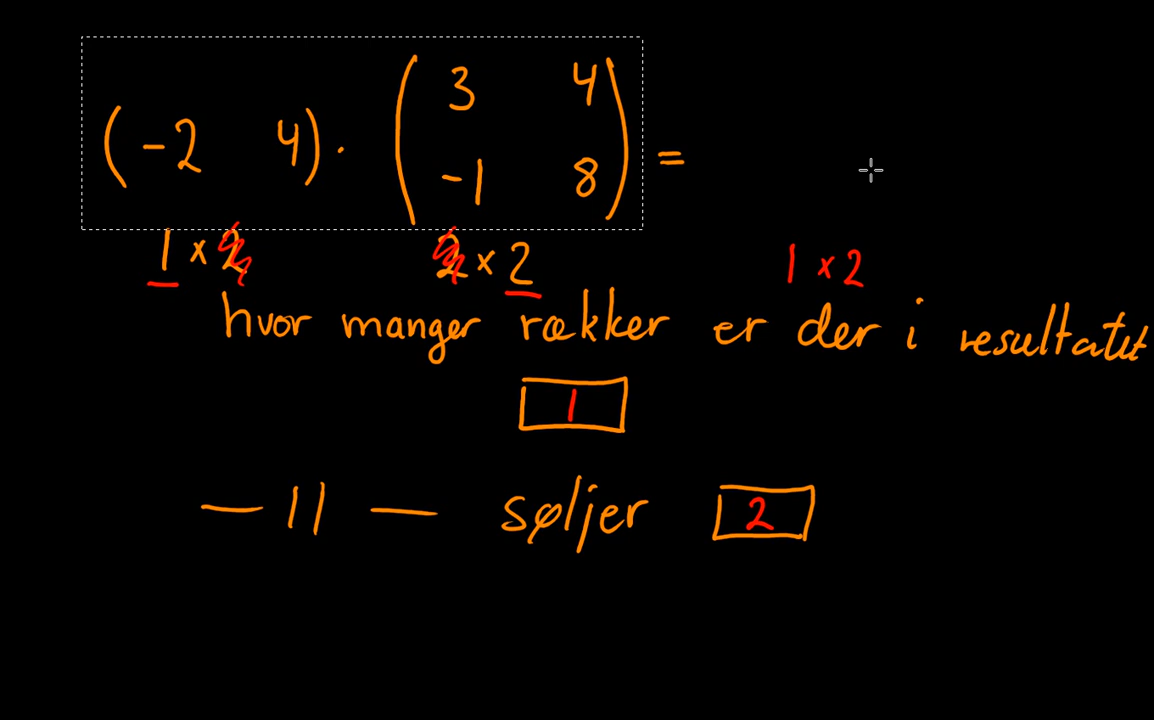 (-2 4) · (3 4
-1 8) =
1 x 2 2 x 2 1 x 2
hvor manger rækker er der i resultatet
1
— 11 — søljer 2